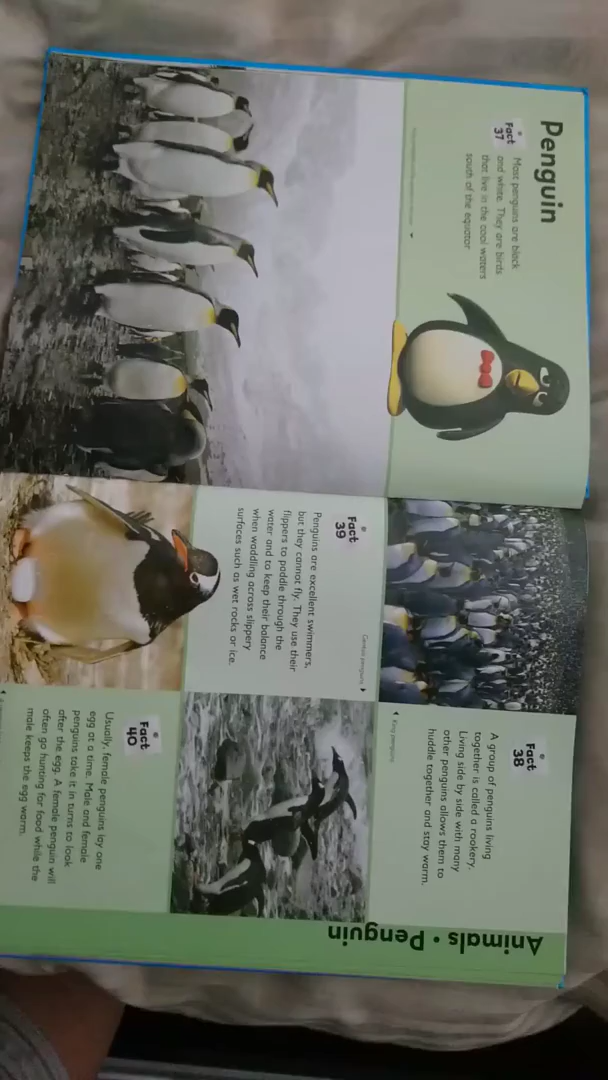 Penguin
Fact
37
Most penguins are black
and white. They are birds
that live in the cool waters
south of the equator
Fact
38
A group of penguins living
together is called a rookery.
Living side by side with many
other penguins allows them to
huddle together and stay warm.
King penguins
Fact
39
Penguins are excellent swimmers,
but they cannot fly. They use their
flippers to paddle through the
water and to keep their balance
when waddling across slippery
surfaces such as wet rocks or ice.
Gentoo penguins
Fact
40
Usually, female penguins lay one
egg at a time. Male and female
penguins take it in turns to look
after the egg. A female penguin will
often go hunting for food while the
male keeps the egg warm.
Animals • Penguin